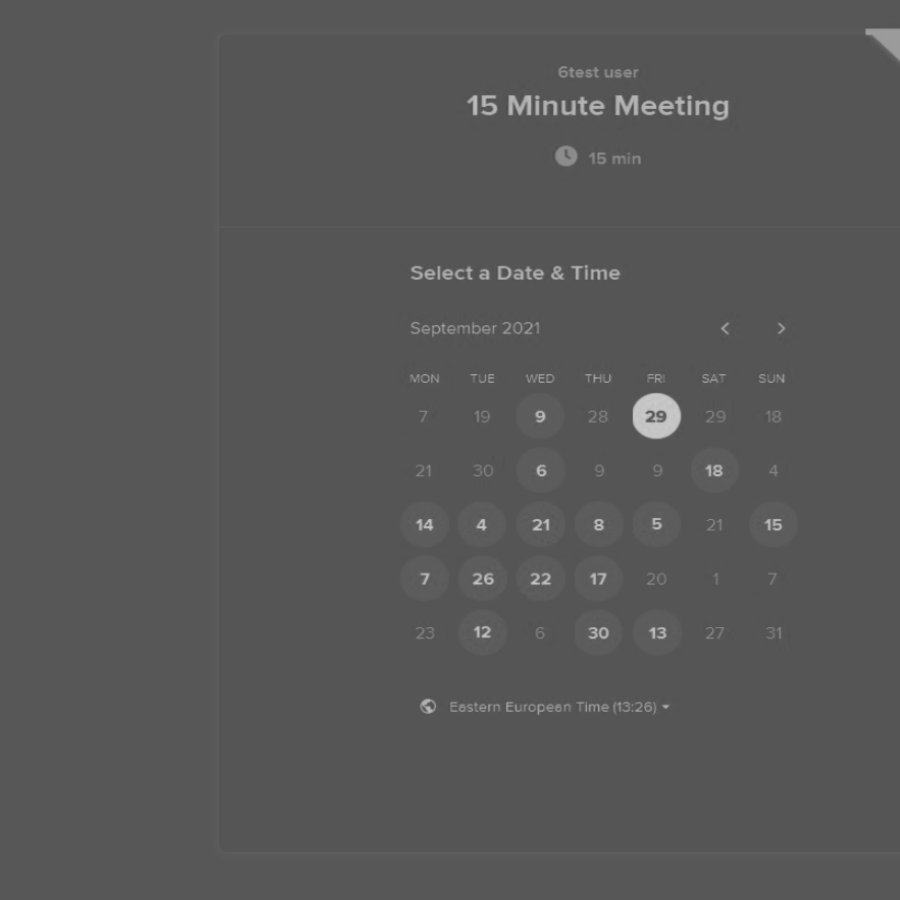 6test user
15 Minute Meeting
15 min
Select a Date & Time
September 2021
MON TUE WED THU FRI SAT SUN
7 19 9 28 29 29 18
21 30 6 9 9 18 4
14 4 21 8 5 21 15
7 26 22 17 20 1 7
23 12 6 30 13 27 31
Eastern European Time (13:26)